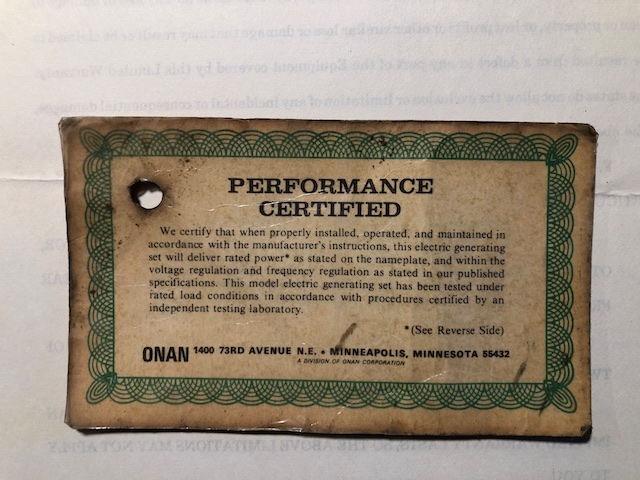 PERFORMANCE
CERTIFIED
We certify that when properly installed, operated, and maintained in
accordance with the manufacturer's instructions, this electric generating
set will deliver rated power* as stated on the nameplate, and within the
voltage regulation and frequency regulation as stated in our published
specifications. This model electric generating set has been tested under
rated load conditions in accordance with procedures certified by an
independent testing laboratory.
*(See Reverse Side)
ONAN 1400 73RD AVENUE N.E. • MINNEAPOLIS, MINNESOTA 55432
A DIVISION OF ONAN CORPORATION